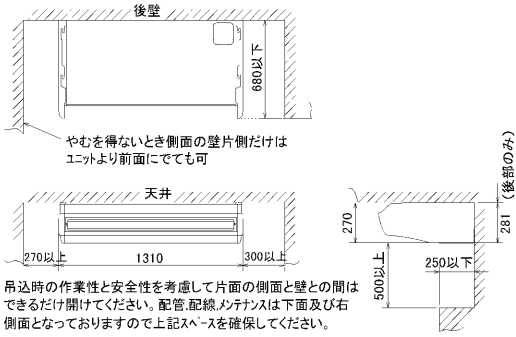 後壁
680以下
やむを得ないとき側面の壁片側だけは
ユニットより前面にでても可
天井
270以上
1310
300以上
270
281
(後部のみ)
250以下
500以上
吊込時の作業性と安全性を考慮して片面の側面と壁との間は
できるだけ開けてください。配管,配線,メンテナンスは下面及び右
側面となっておりますので上記スペースを確保してください。